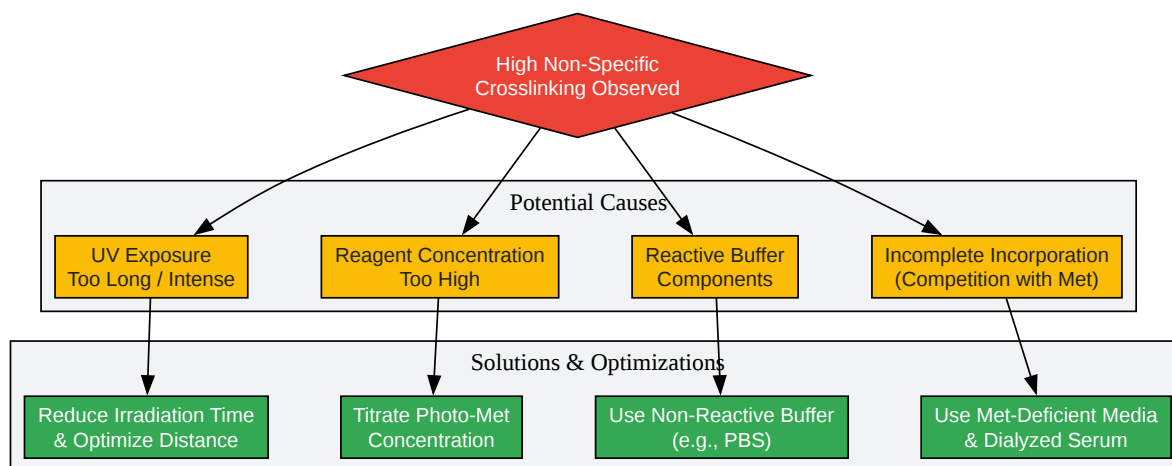 High Non-Specific
Crosslinking Observed
Potential Causes
UV Exposure
Too Long / Intense
Reagent Concentration
Too High
Reactive Buffer
Components
Incomplete Incorporation
(Competition with Met)
Solutions & Optimizations
Reduce Irradiation Time
& Optimize Distance
Titrate Photo-Met
Concentration
Use Non-Reactive Buffer
(e.g., PBS)
Use Met-Deficient Media
& Dialyzed Serum